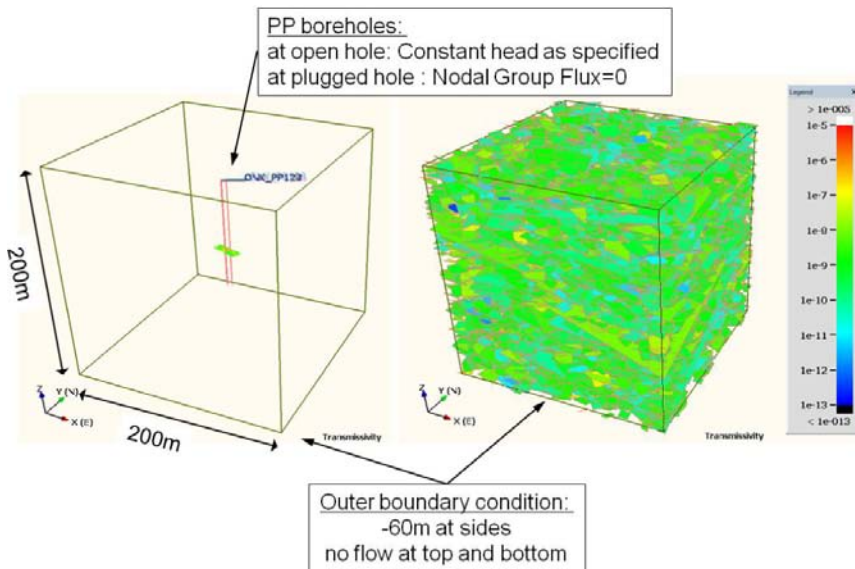 PP boreholes:
at open hole: Constant head as specified
at plugged hole : Nodal Group Flux=0
200m
200m
Z
Y (N)
X (E)
Transmissivity
Z
Y (N)
X (E)
Transmissivity
Legend
> 1e-005
1e-5
1e-6
1e-7
1e-8
1e-9
1e-10
1e-11
1e-12
1e-13
< 1e-013
Outer boundary condition:
-60m at sides
no flow at top and bottom